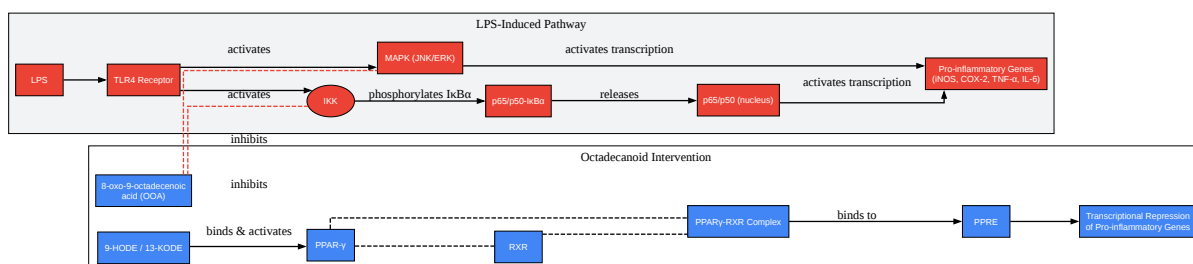 LPS-Induced Pathway
activates
activates transcription
MAPK (JNK/ERK)
LPS
TLR4 Receptor
Pro-inflammatory Genes
(iNOS, COX-2, TNF-α, IL-6)
activates
IKK
phosphorylates IκBα
p65/p50-IκBα
releases
p65/p50 (nucleus)
activates transcription
inhibits
Octadecanoid Intervention
8-oxo-9-octadecenoic
acid (OOA)
inhibits
9-HODE / 13-KODE
binds & activates
PPAR-γ
RXR
PPARγ-RXR Complex
binds to
PPRE
Transcriptional Repression
of Pro-inflammatory Genes